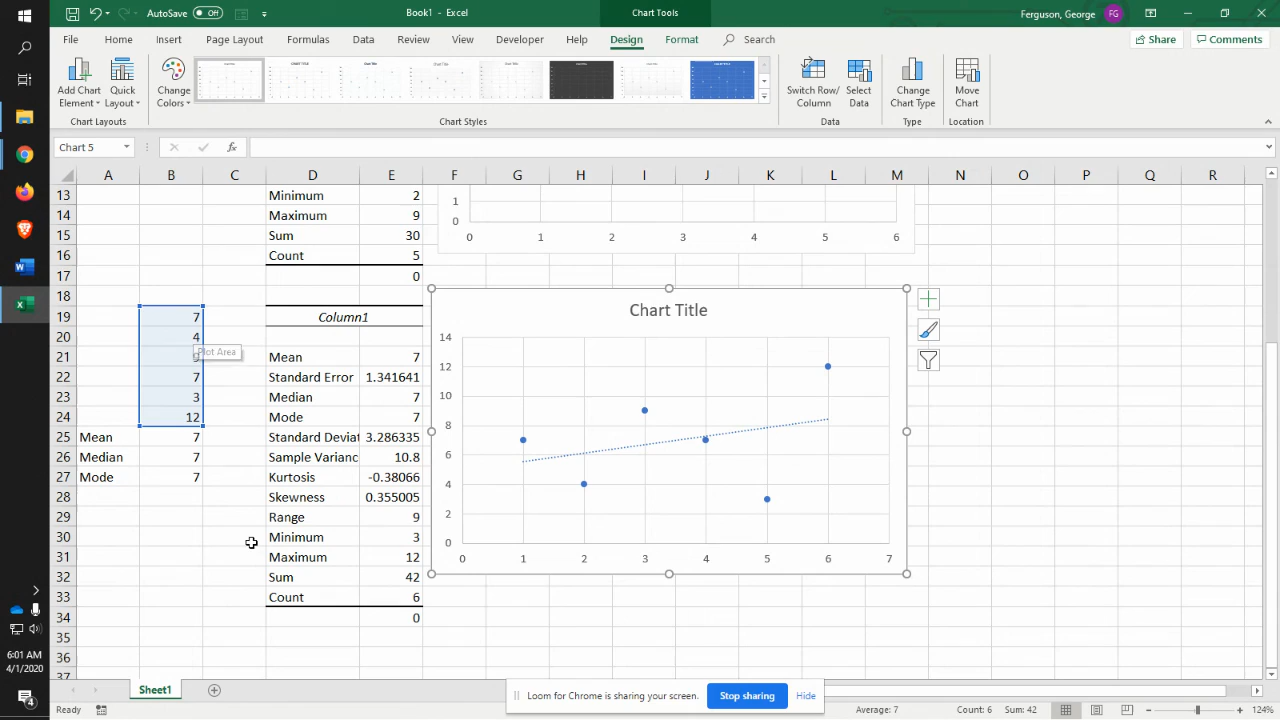 AutoSave Off
Book1 - Excel
Chart Tools
Ferguson, George FG
File Home Insert Page Layout Formulas Data Review View Developer Help Design Format Search Share Comments
Add Chart Element
Quick Layout
Change Colors
Switch Row/Column
Select Data
Change Chart Type
Move Chart
Chart Layouts Chart Styles Data Type Location
Chart 5 fx
A B C D E F G H I J K L M N O P Q R
13 Minimum 2
14 Maximum 9
15 Sum 30
16 Count 5
17 0
18
19 7 Column1
20 4
21 Mean 7
22 7 Standard Error 1.341641
23 3 Median 7
24 12 Mode 7
25 Mean 7 Standard Deviat 3.286335
26 Median 7 Sample Varianc 10.8
27 Mode 7 Kurtosis -0.38066
28 Skewness 0.355005
29 Range 9
30 Minimum 3
31 Maximum 12
32 Sum 42
33 Count 6
34 0
35
36
37
Plot Area
1
0
0 1 2 3 4 5 6
Chart Title
14
12
10
8
6
4
2
0
0 1 2 3 4 5 6 7
6:01 AM
4/1/2020
4
Sheet1
Loom for Chrome is sharing your screen. Stop sharing Hide
Ready Average: 7 Count: 6 Sum: 42 124%